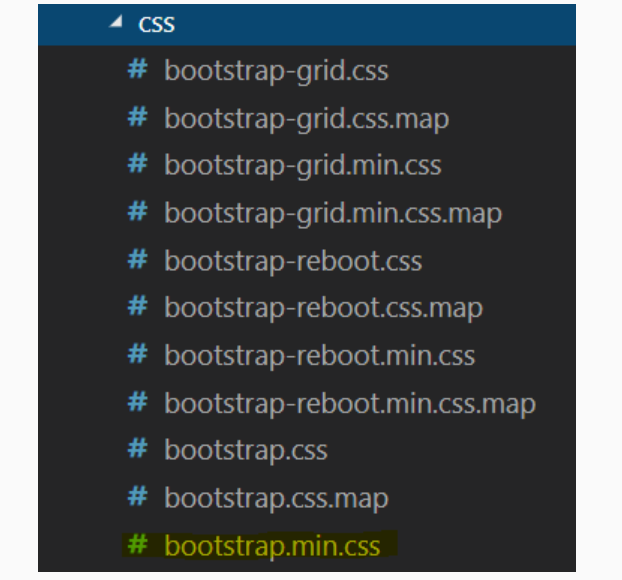 css
# bootstrap-grid.css
# bootstrap-grid.css.map
# bootstrap-grid.min.css
# bootstrap-grid.min.css.map
# bootstrap-reboot.css
# bootstrap-reboot.css.map
# bootstrap-reboot.min.css
# bootstrap-reboot.min.css.map
# bootstrap.css
# bootstrap.css.map
# bootstrap.min.css